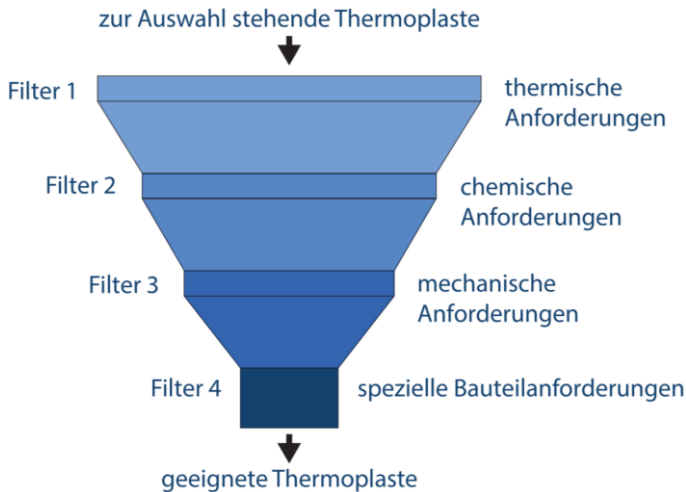 zur Auswahl stehende Thermoplaste
Filter 1
thermische
Anforderungen
Filter 2
chemische
Anforderungen
Filter 3
mechanische
Anforderungen
Filter 4
spezielle Bauteilanforderungen
geeignete Thermoplaste